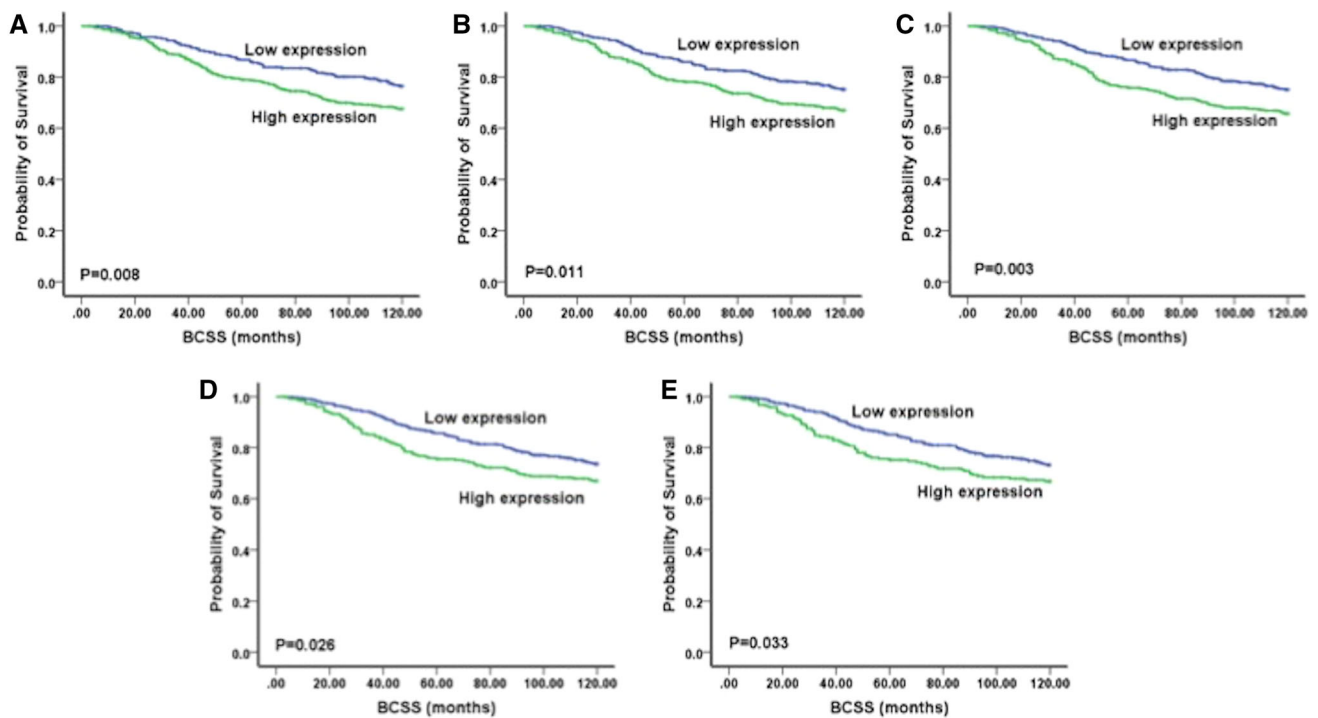 A
Probability of Survival
1.0
0.8
0.6
0.4
0.2
0.0
Low expression
High expression
P=0.008
.00 20.00 40.00 60.00 80.00 100.00 120.00
BCSS (months)
B
Probability of Survival
1.0
0.8
0.6
0.4
0.2
0.0
Low expression
High expression
P=0.011
.00 20.00 40.00 60.00 80.00 100.00 120.00
BCSS (months)
C
Probability of Survival
1.0
0.8
0.6
0.4
0.2
0.0
Low expression
High expression
P=0.003
.00 20.00 40.00 60.00 80.00 100.00 120.00
BCSS (months)
D
Probability of Survival
1.0
0.8
0.6
0.4
0.2
0.0
Low expression
High expression
P=0.026
.00 20.00 40.00 60.00 80.00 100.00 120.00
BCSS (months)
E
Probability of Survival
1.0
0.8
0.6
0.4
0.2
0.0
Low expression
High expression
P=0.033
.00 20.00 40.00 60.00 80.00 100.00 120.00
BCSS (months)